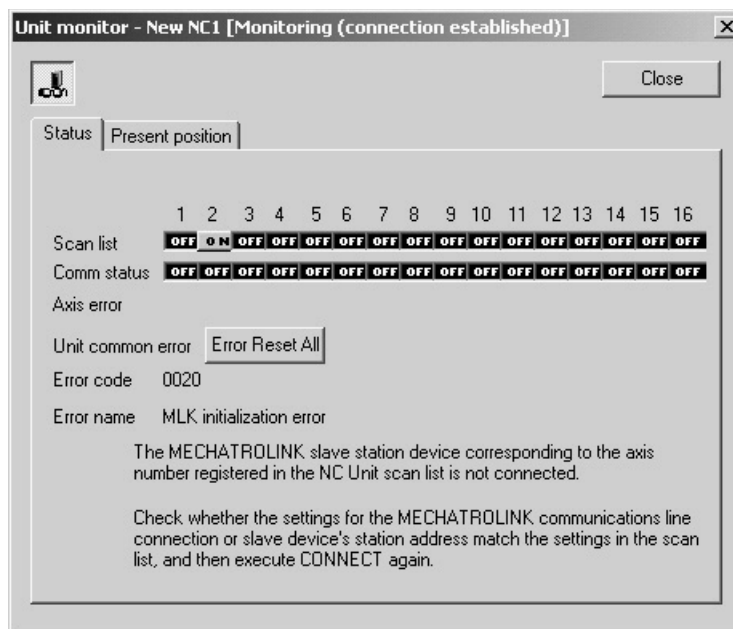 Unit monitor - New NC1 [Monitoring (connection established)]
Close
Status Present position
1 2 3 4 5 6 7 8 9 10 11 12 13 14 15 16
Scan list OFF ON OFF OFF OFF OFF OFF OFF OFF OFF OFF OFF OFF OFF OFF OFF
Comm status OFF OFF OFF OFF OFF OFF OFF OFF OFF OFF OFF OFF OFF OFF OFF OFF
Axis error
Unit common error Error Reset All
Error code 0020
Error name MLK initialization error
The MECHATROLINK slave station device corresponding to the axis
number registered in the NC Unit scan list is not connected.
Check whether the settings for the MECHATROLINK communications line
connection or slave device's station address match the settings in the scan
list, and then execute CONNECT again.